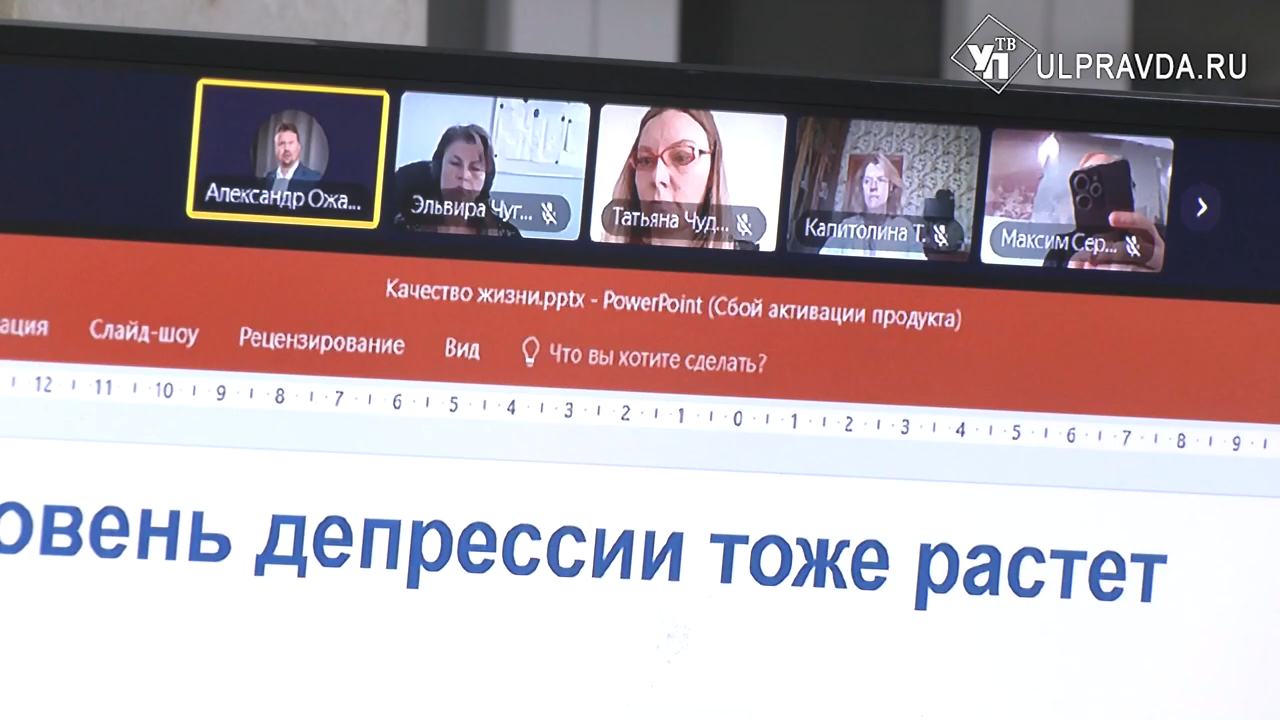 УП ТВ
ULPRAVDA.RU
Александр Ожа...
Эльвира Чуг...
Татьяна Чуд...
Капитолина Т.
Максим Сер...
Качество жизни.pptx - PowerPoint (Сбой активации продукта)
ация Слайд-шоу Рецензирование Вид Что вы хотите сделать?
12 11 10 9 8 7 6 5 4 3 2 1 0 1 2 3 4 5 6 7 8 9
овень депрессии тоже растет